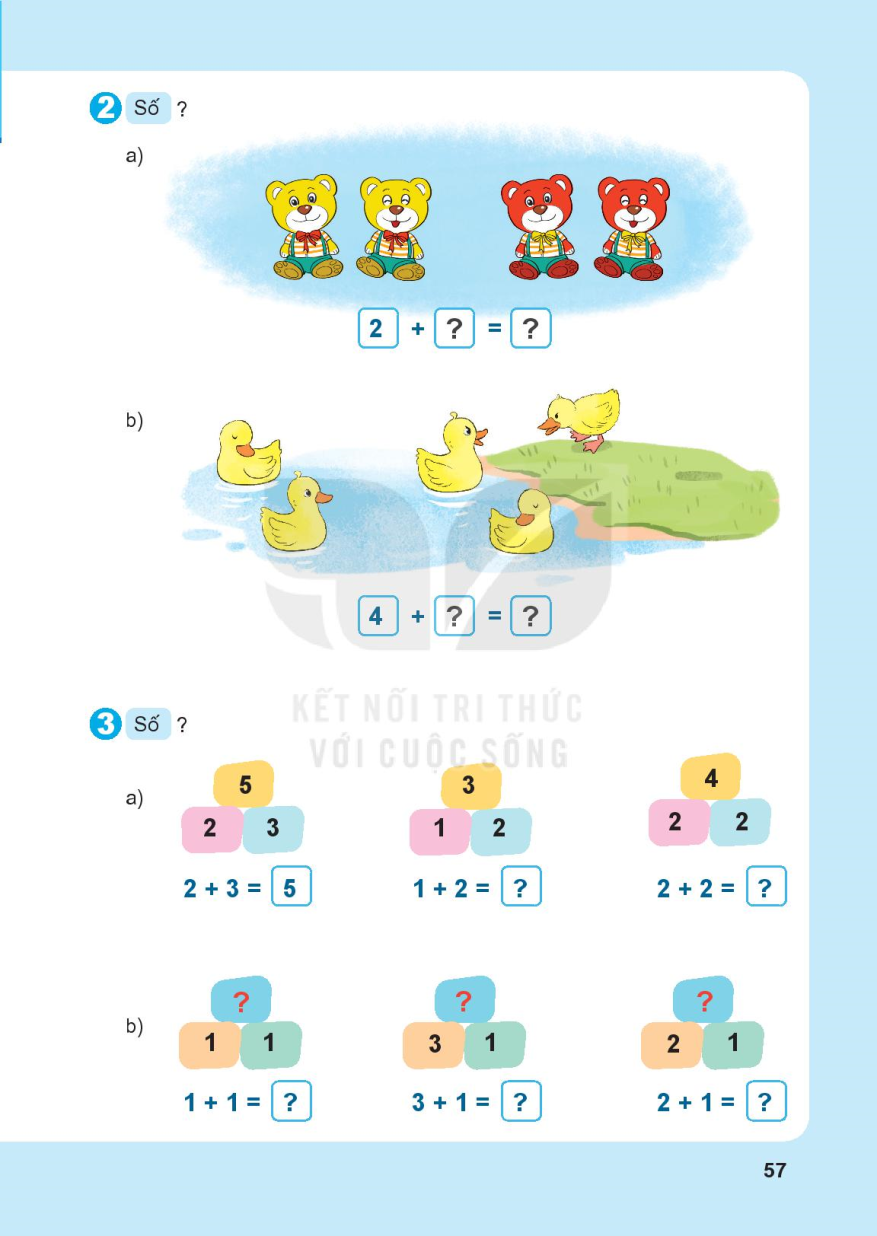 2 Số ?
a)
2 + ? = ?
b)
4 + ? = ?
KẾT NỐI TRI THỨC
VỚI CUỘC SỐNG
3 Số ?
a)
5 3 4
2 3 1 2 2 2
2 + 3 = 5 1 + 2 = ? 2 + 2 = ?
b)
? ? ?
1 1 3 1 2 1
1 + 1 = ? 3 + 1 = ? 2 + 1 = ?
57